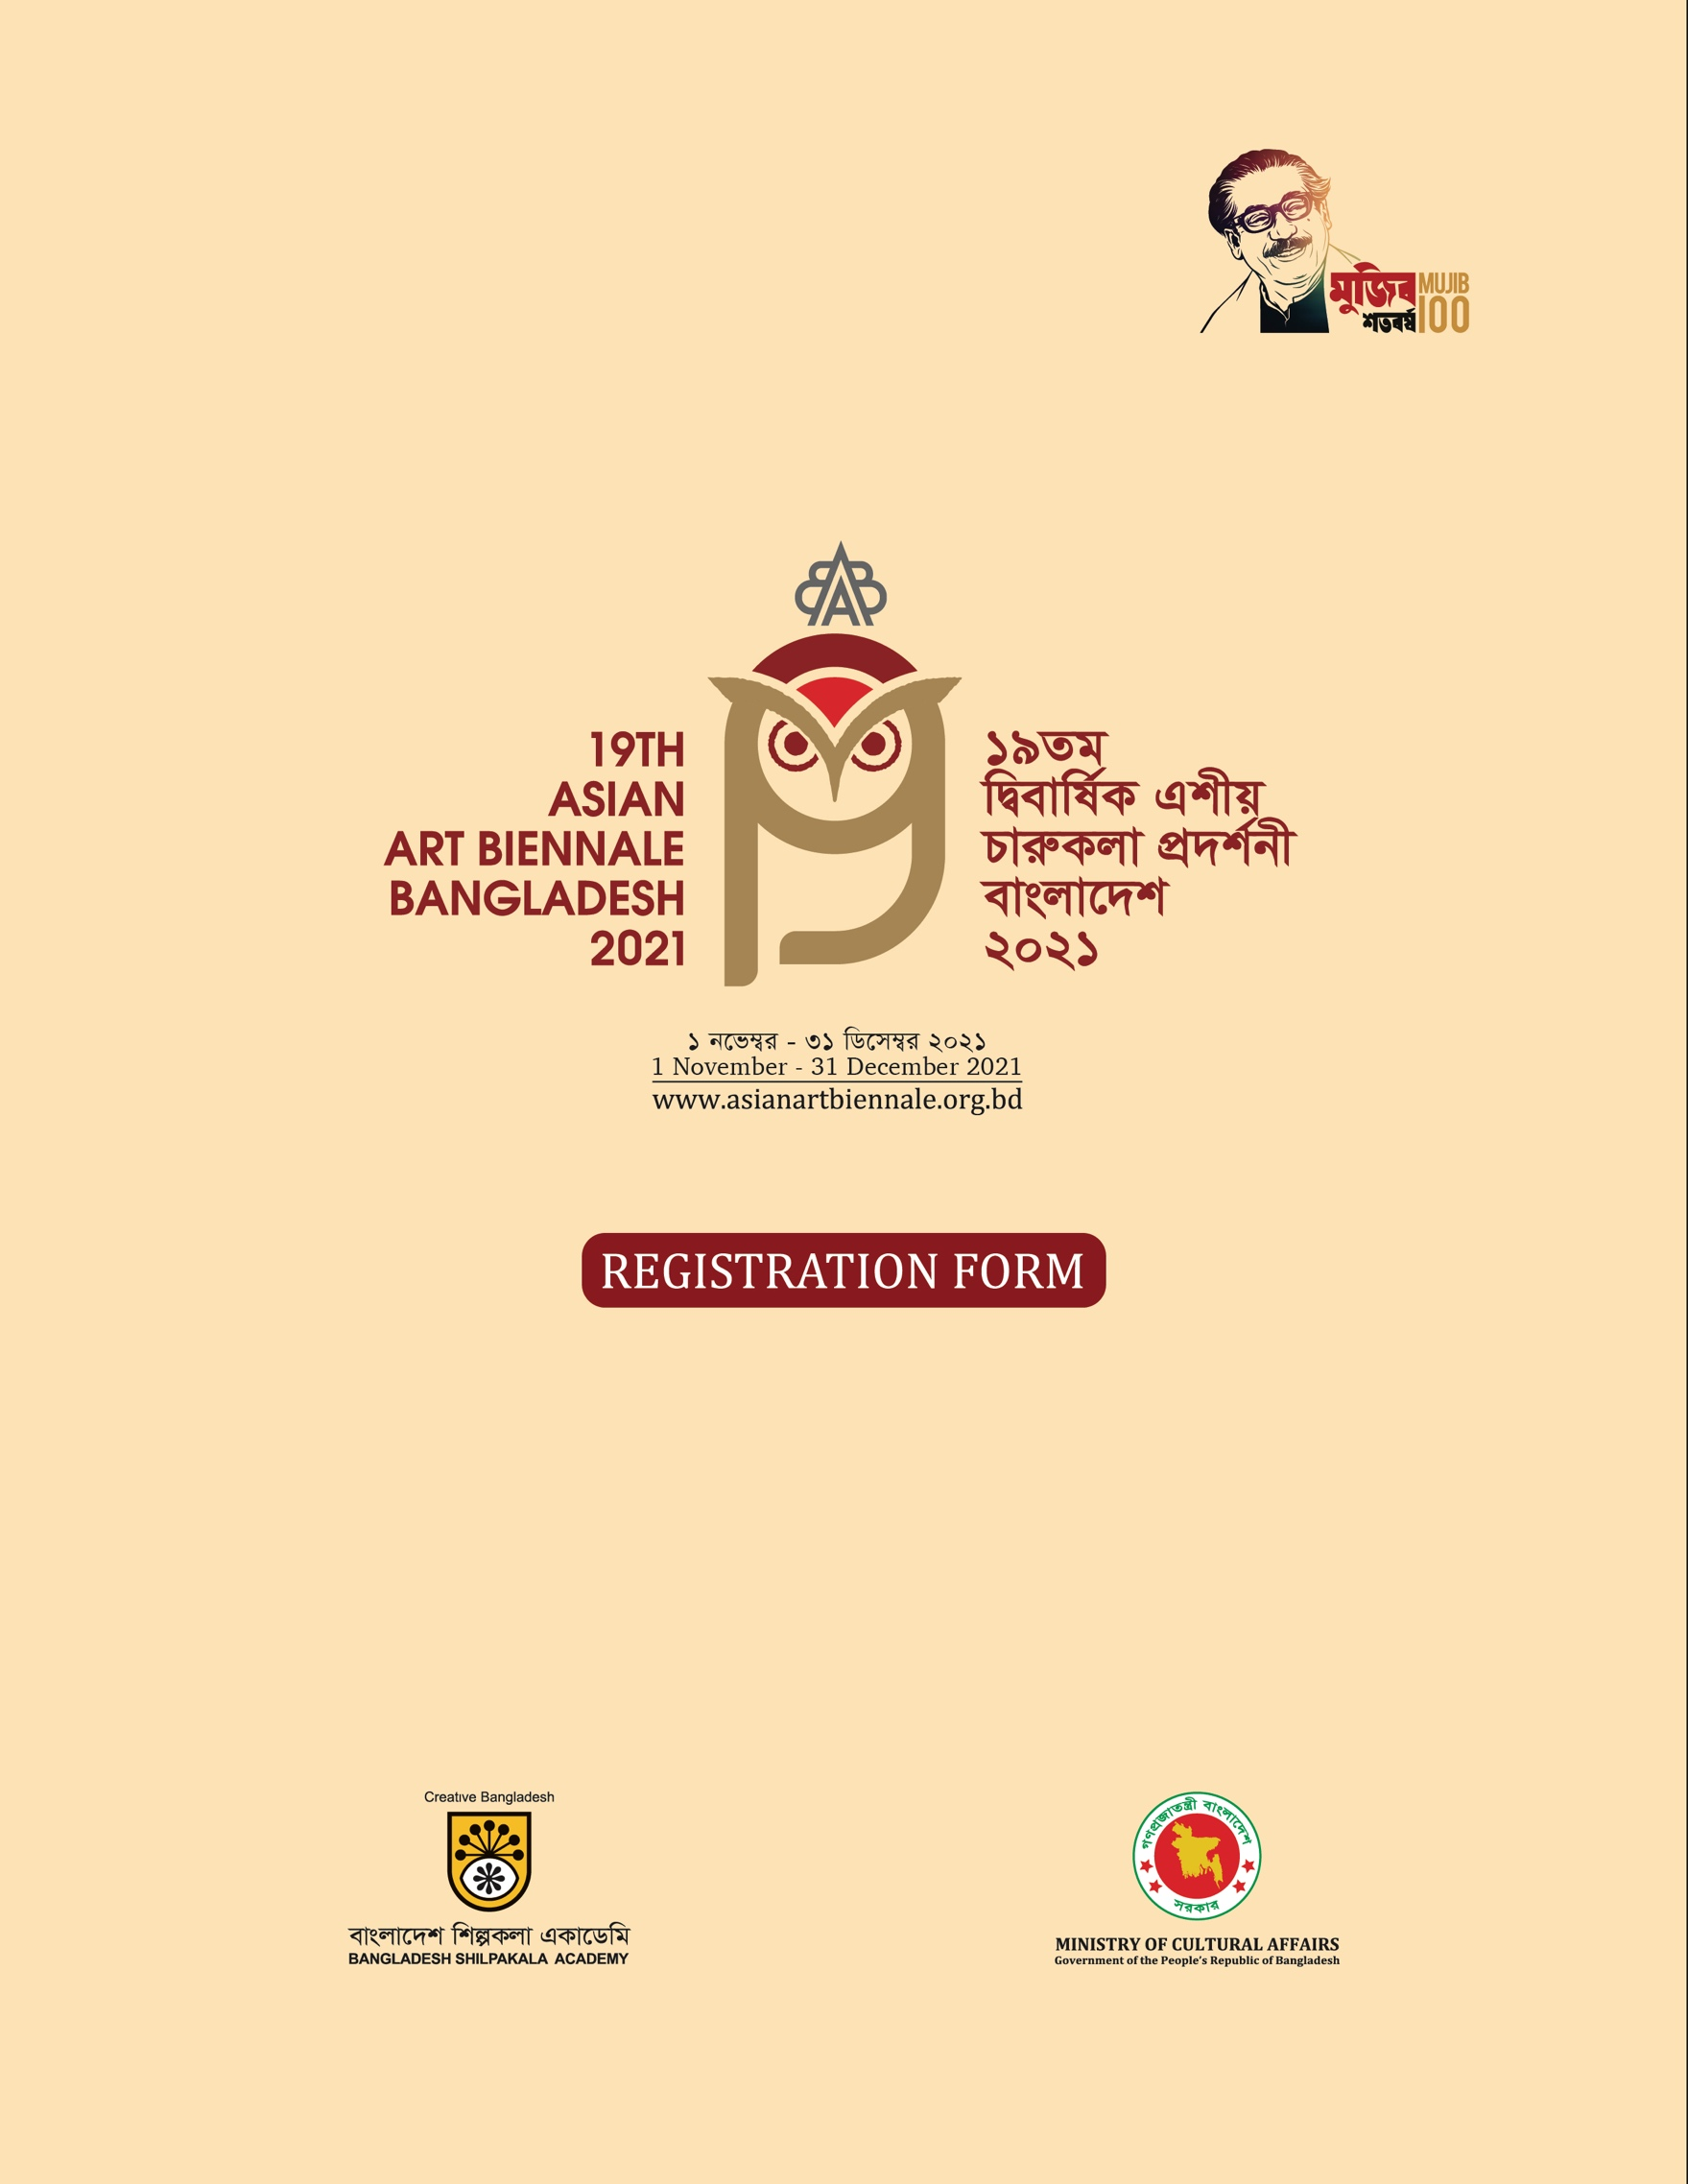 মুজিব
শতবর্ষ
MUJIB
100
19TH
ASIAN
ART BIENNALE
BANGLADESH
2021
১৯তম
দ্বিবার্ষিক এশীয়
চারুকলা প্রদর্শনী
বাংলাদেশ
২০২১
১ নভেম্বর - ৩১ ডিসেম্বর ২০২১
1 November - 31 December 2021
www.asianartbiennale.org.bd
REGISTRATION FORM
Creative Bangladesh
বাংলাদেশ শিল্পকলা একাডেমি
BANGLADESH SHILPAKALA ACADEMY
গণপ্রজাতন্ত্রী বাংলাদেশ
সরকার
MINISTRY OF CULTURAL AFFAIRS
Government of the People's Republic of Bangladesh